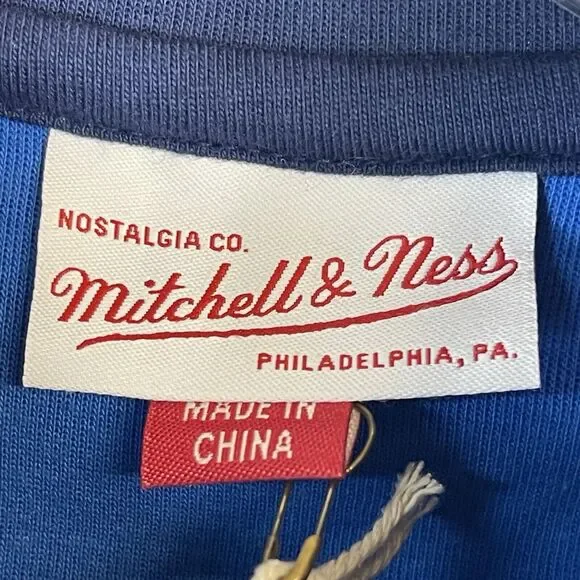 NOSTALGIA CO.
Mitchell & Ness
PHILADELPHIA, PA.
MADE IN
CHINA